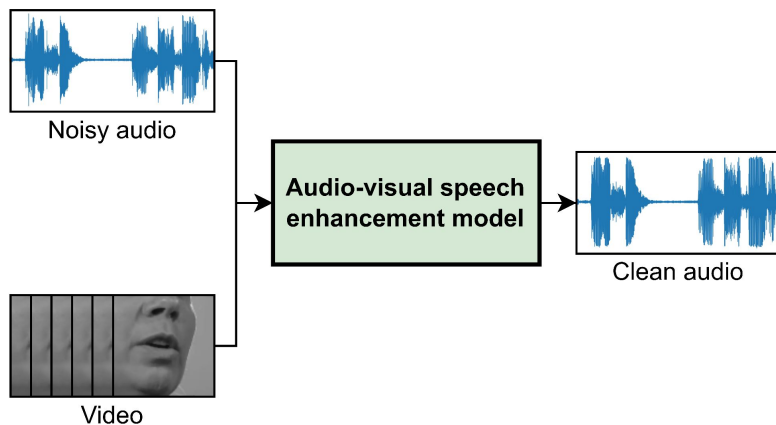 Noisy audio
Audio-visual speech
enhancement model
Clean audio
Video